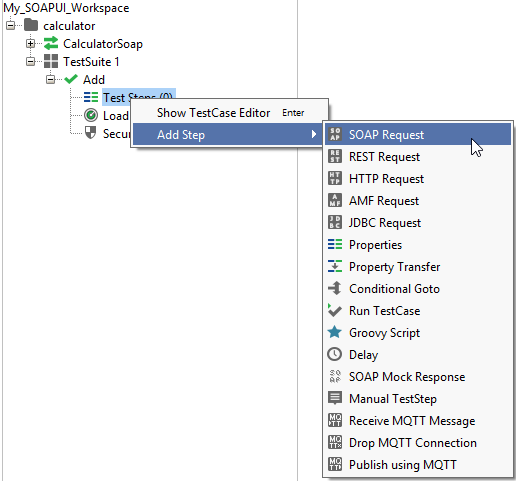 My_SOAPUI_Workspace
calculator
CalculatorSoap
TestSuite 1
Add
Test Steps (0)
Load
Secur
Show TestCase Editor Enter
Add Step
SOAP Request
REST Request
HTTP Request
AMF Request
JDBC Request
Properties
Property Transfer
Conditional Goto
Run TestCase
Groovy Script
Delay
SOAP Mock Response
Manual TestStep
Receive MQTT Message
Drop MQTT Connection
Publish using MQTT